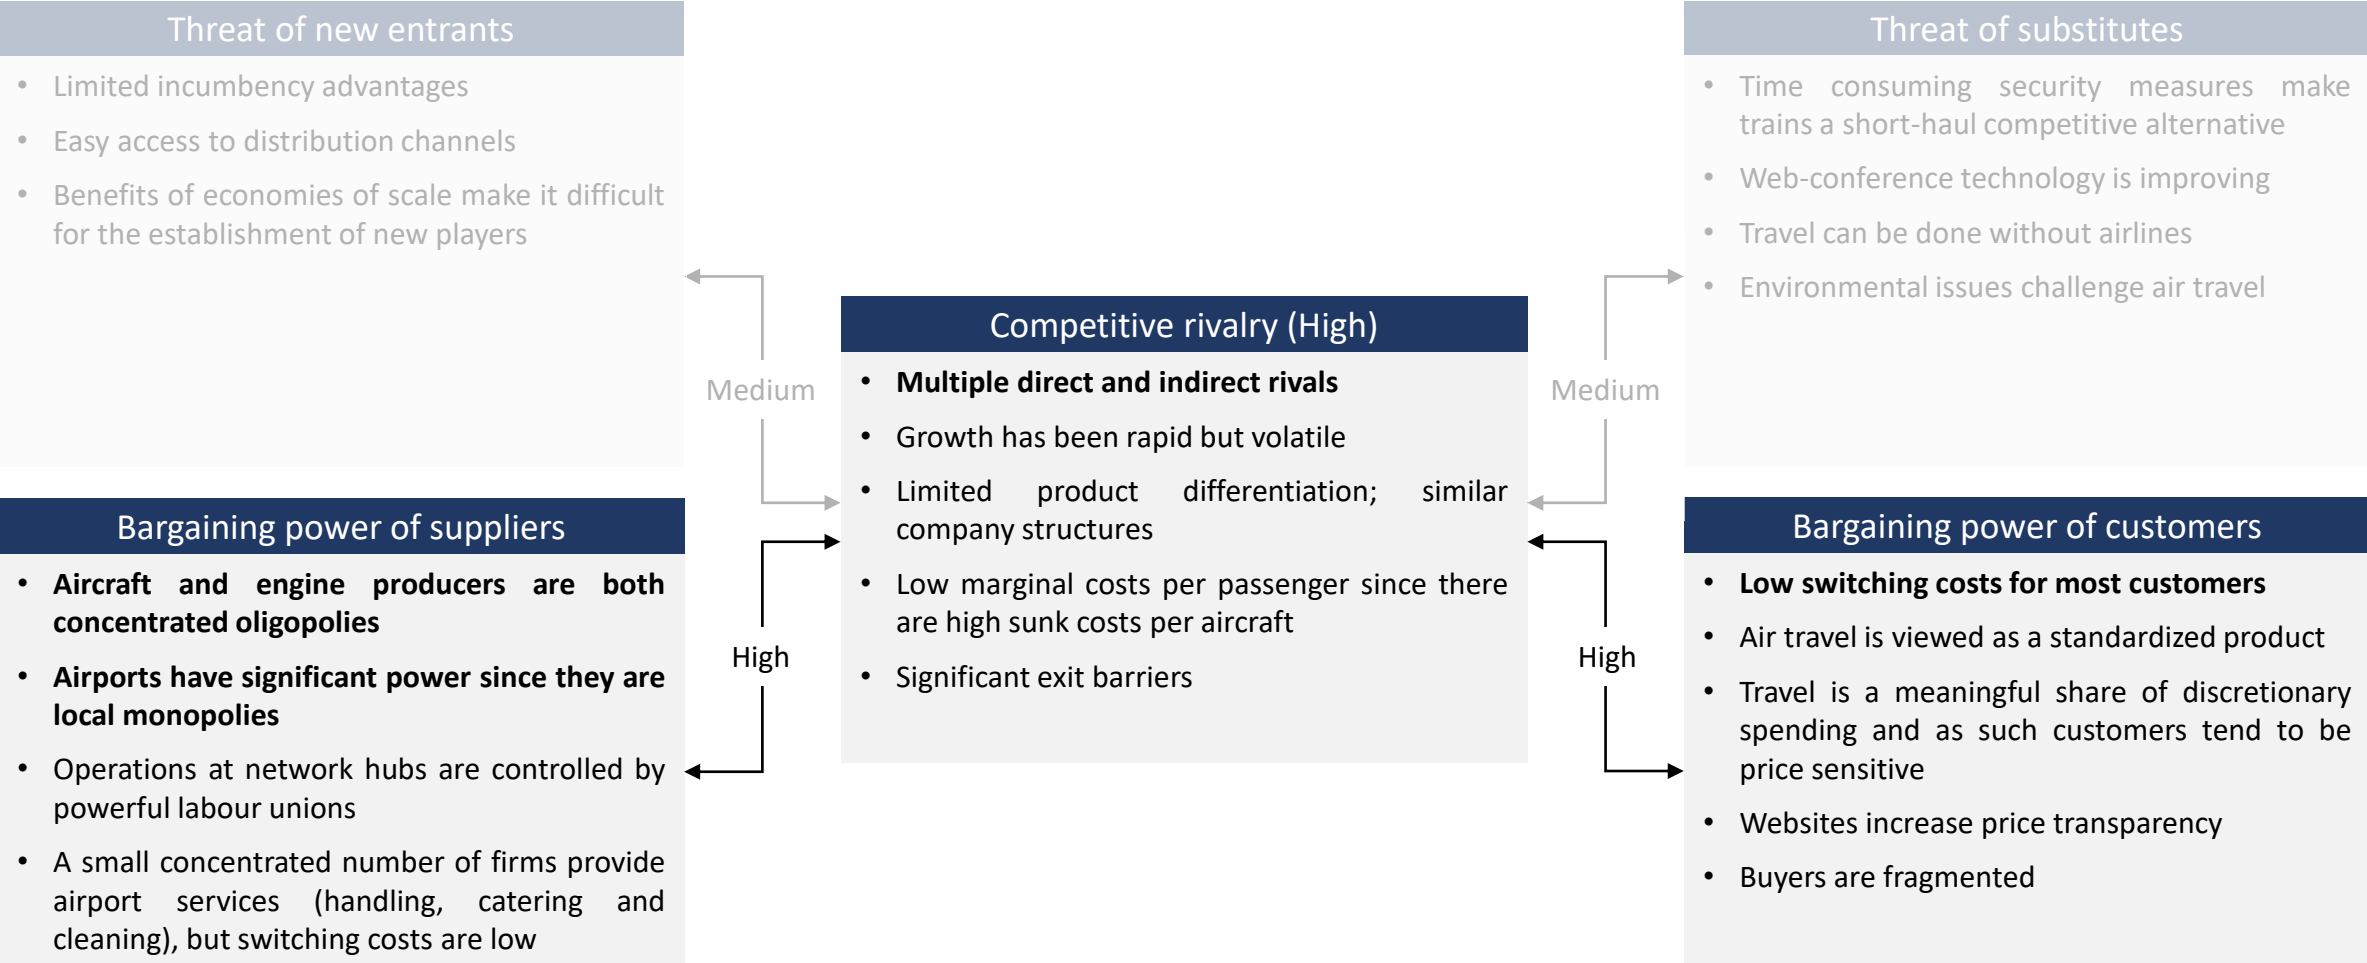 Threat of new entrants
• Limited incumbency advantages
• Easy access to distribution channels
• Benefits of economies of scale make it difficult
for the establishment of new players
Medium
Threat of substitutes
• Time consuming security measures make
trains a short-haul competitive alternative
• Web-conference technology is improving
• Travel can be done without airlines
• Environmental issues challenge air travel
Medium
Competitive rivalry (High)
• Multiple direct and indirect rivals
• Growth has been rapid but volatile
• Limited product differentiation; similar
company structures
• Low marginal costs per passenger since there
are high sunk costs per aircraft
• Significant exit barriers
Bargaining power of suppliers
• Aircraft and engine producers are both
concentrated oligopolies
• Airports have significant power since they are
local monopolies
• Operations at network hubs are controlled by
powerful labour unions
• A small concentrated number of firms provide
airport services (handling, catering and
cleaning), but switching costs are low
High
Bargaining power of customers
• Low switching costs for most customers
• Air travel is viewed as a standardized product
• Travel is a meaningful share of discretionary
spending and as such customers tend to be
price sensitive
• Websites increase price transparency
• Buyers are fragmented
High